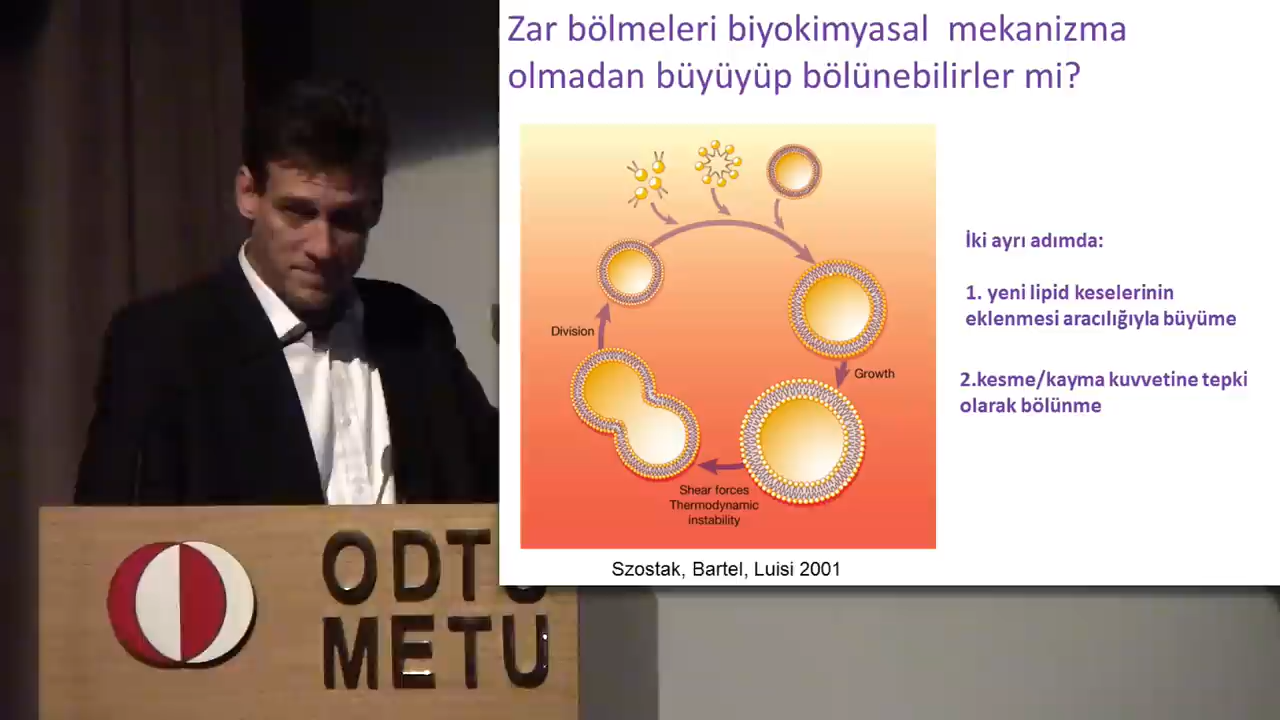 Zar bölmeleri biyokimyasal  mekanizma
olmadan büyüyüp bölünebilirler mi?
İki ayrı adımda:
1. yeni lipid keselerinin
eklenmesi aracılığıyla büyüme
2.kesme/kayma kuvvetine tepki
olarak bölünme
Division
Growth
Shear forces
Thermodynamic
instability
Szostak, Bartel, Luisi 2001
ODTÜ
METU